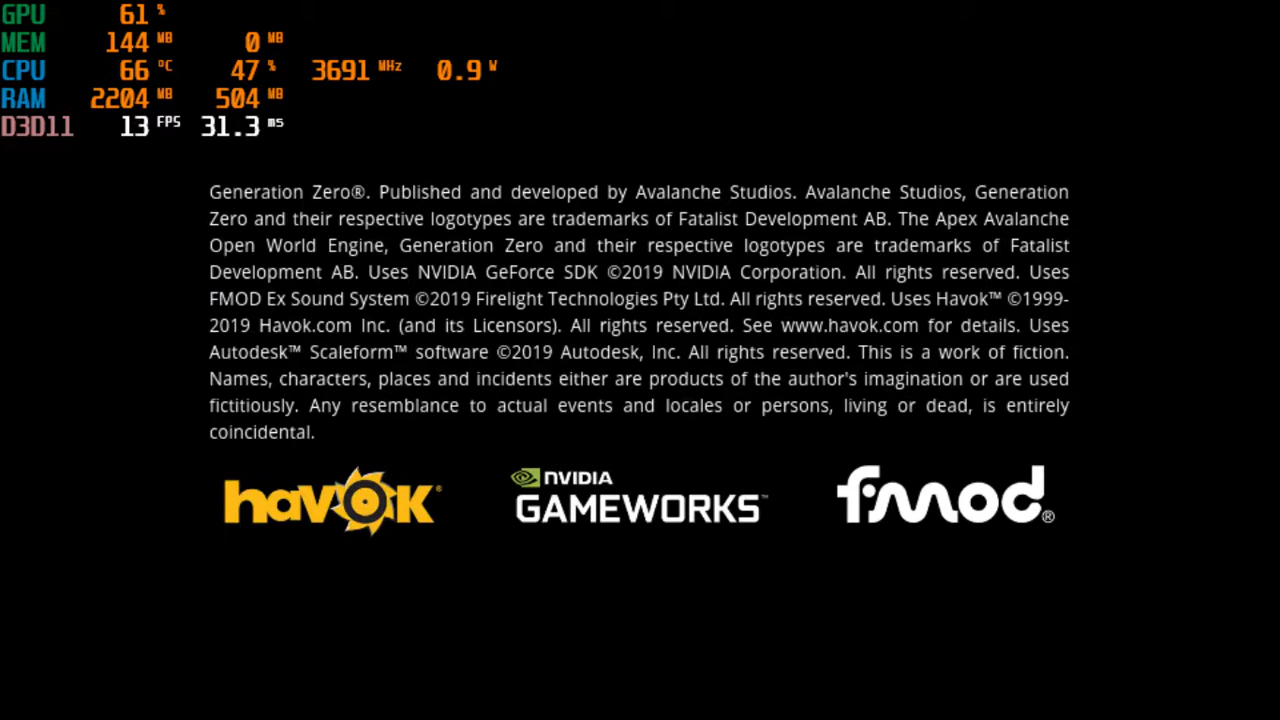 GPU 61 %
MEM 144 MB 0 MB
CPU 66 °C 47 % 3691 MHz 0.9 W
RAM 2204 MB 504 MB
D3D11 13 FPS 31.3 ms
Generation Zero®. Published and developed by Avalanche Studios. Avalanche Studios, Generation
Zero and their respective logotypes are trademarks of Fatalist Development AB. The Apex Avalanche
Open World Engine, Generation Zero and their respective logotypes are trademarks of Fatalist
Development AB. Uses NVIDIA GeForce SDK ©2019 NVIDIA Corporation. All rights reserved. Uses
FMOD Ex Sound System ©2019 Firelight Technologies Pty Ltd. All rights reserved. Uses Havok™ ©1999-
2019 Havok.com Inc. (and its Licensors). All rights reserved. See www.havok.com for details. Uses
Autodesk™ Scaleform™ software ©2019 Autodesk, Inc. All rights reserved. This is a work of fiction.
Names, characters, places and incidents either are products of the author's imagination or are used
fictitiously. Any resemblance to actual events and locales or persons, living or dead, is entirely
coincidental.
havok®
NVIDIA
GAMEWORKS™
fmod®